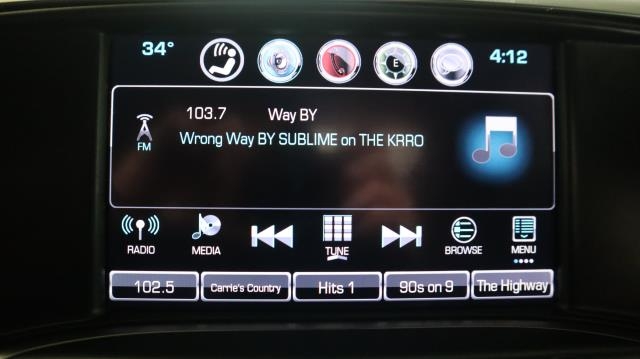 34° E 4:12
103.7 Way BY
Wrong Way BY SUBLIME on THE KRRO
FM
RADIO MEDIA TUNE BROWSE MENU
102.5 Carrie's Country Hits 1 90s on 9 The Highway